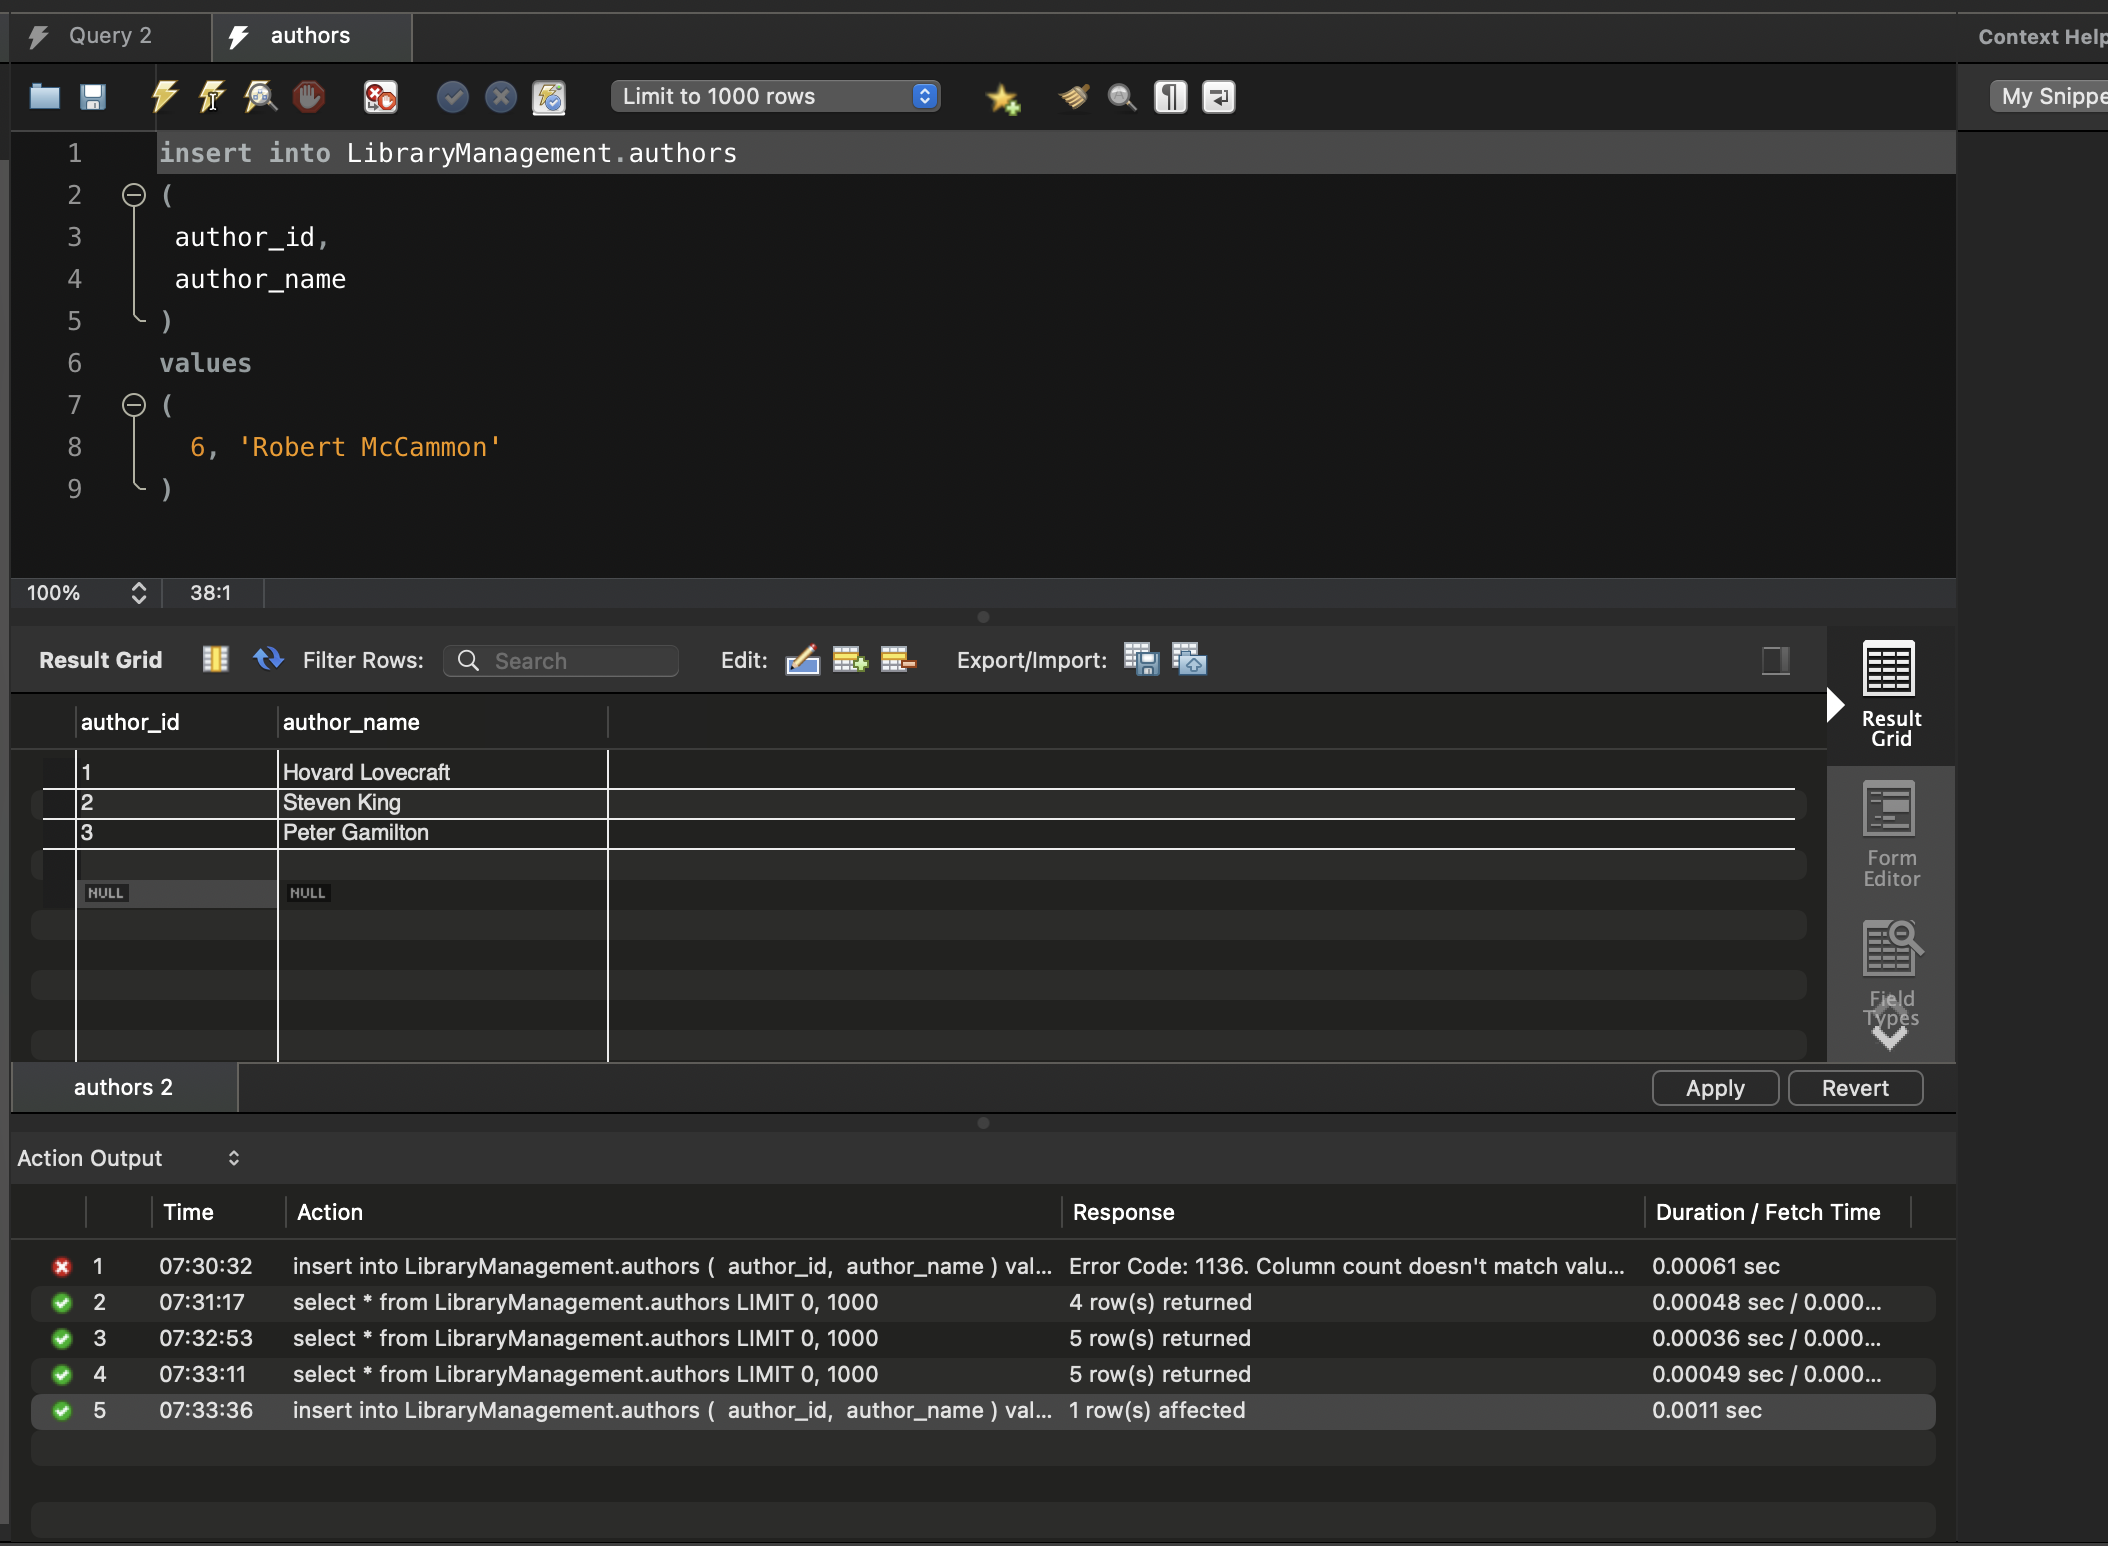 Query 2 authors Context Help
Limit to 1000 rows My Snippe
1 insert into LibraryManagement.authors
2 (
3 author_id,
4 author_name
5 )
6 values
7 (
8 6, 'Robert McCammon'
9 )
100% 38:1
Result Grid Filter Rows: Search Edit: Export/Import:
Result
Grid
author_id author_name
1 Hovard Lovecraft
2 Steven King
3 Peter Gamilton
NULL NULL
Form
Editor
Field
Types
authors 2 Apply Revert
Action Output
Time Action Response Duration / Fetch Time
1 07:30:32 insert into LibraryManagement.authors ( author_id, author_name ) val... Error Code: 1136. Column count doesn't match valu... 0.00061 sec
2 07:31:17 select * from LibraryManagement.authors LIMIT 0, 1000 4 row(s) returned 0.00048 sec / 0.000...
3 07:32:53 select * from LibraryManagement.authors LIMIT 0, 1000 5 row(s) returned 0.00036 sec / 0.000...
4 07:33:11 select * from LibraryManagement.authors LIMIT 0, 1000 5 row(s) returned 0.00049 sec / 0.000...
5 07:33:36 insert into LibraryManagement.authors ( author_id, author_name ) val... 1 row(s) affected 0.0011 sec